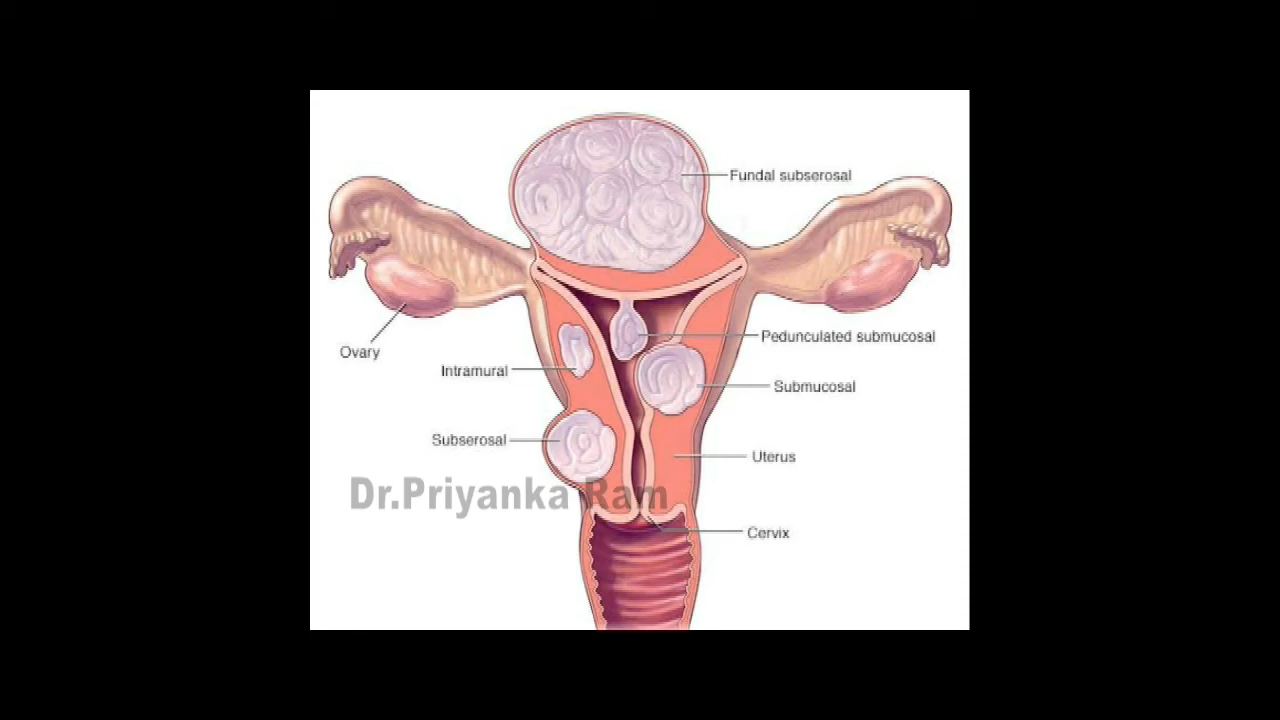 Fundal subserosal
Ovary
Pedunculated submucosal
Intramural
Submucosal
Subserosal
Uterus
Dr.Priyanka Ram
Cervix